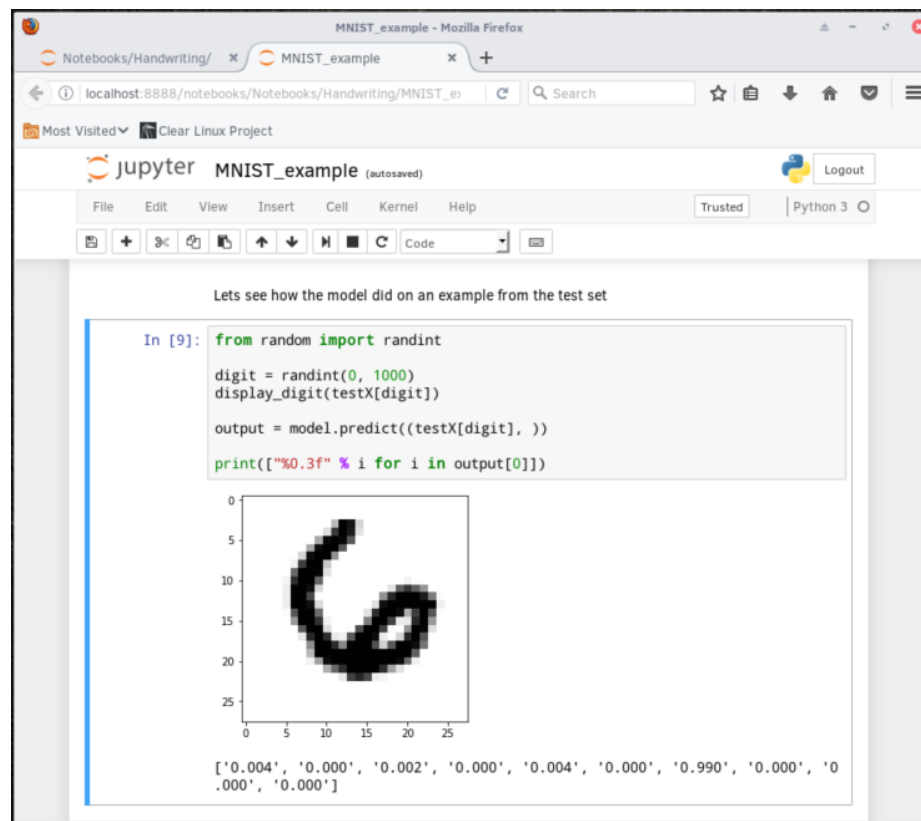 MNIST_example - Mozilla Firefox
Notebooks/Handwriting/
MNIST_example
localhost:8888/notebooks/Notebooks/Handwriting/MNIST_e
Search
Most Visited
Clear Linux Project
jupyter MNIST_example (autosaved)
Logout
File Edit View Insert Cell Kernel Help
Trusted
Python 3
Code
Lets see how the model did on an example from the test set
In [9]: from random import randint
digit = randint(0, 1000)
display_digit(testX[digit])
output = model.predict((testX[digit], ))
print(["%0.3f" % i for i in output[0]])
0
5
10
15
20
25
0 5 10 15 20 25
['0.004', '0.000', '0.002', '0.000', '0.004', '0.000', '0.990', '0.000', '0
.000', '0.000']